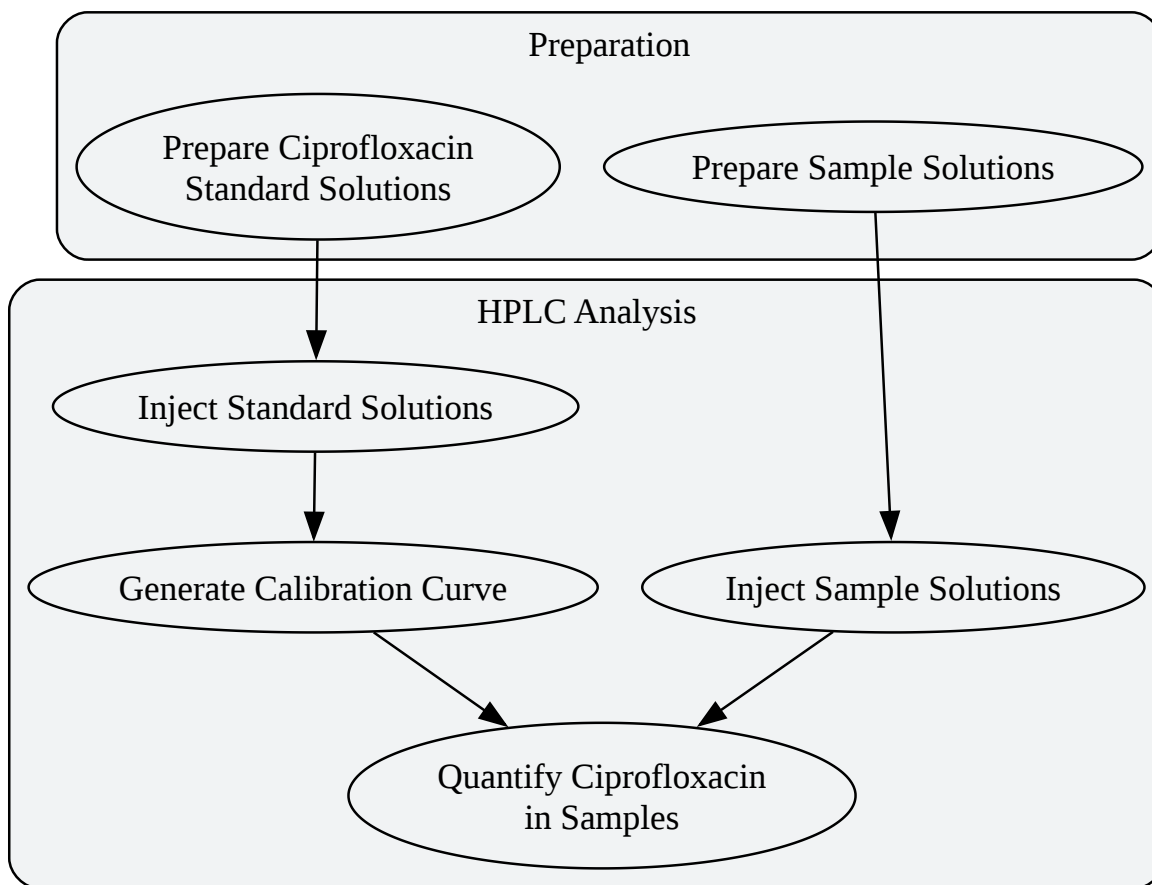 Preparation
Prepare Ciprofloxacin
Standard Solutions
Prepare Sample Solutions
HPLC Analysis
Inject Standard Solutions
Generate Calibration Curve
Inject Sample Solutions
Quantify Ciprofloxacin
in Samples